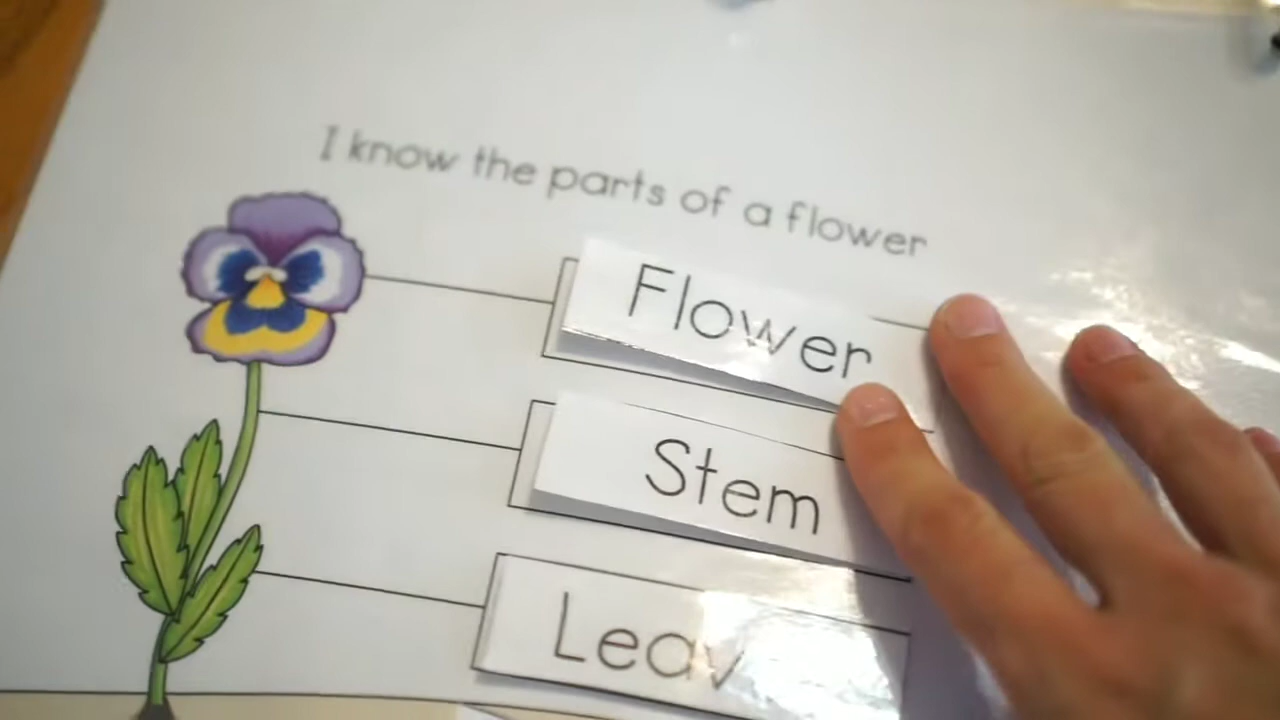 I know the parts of a flower
Flower
Stem